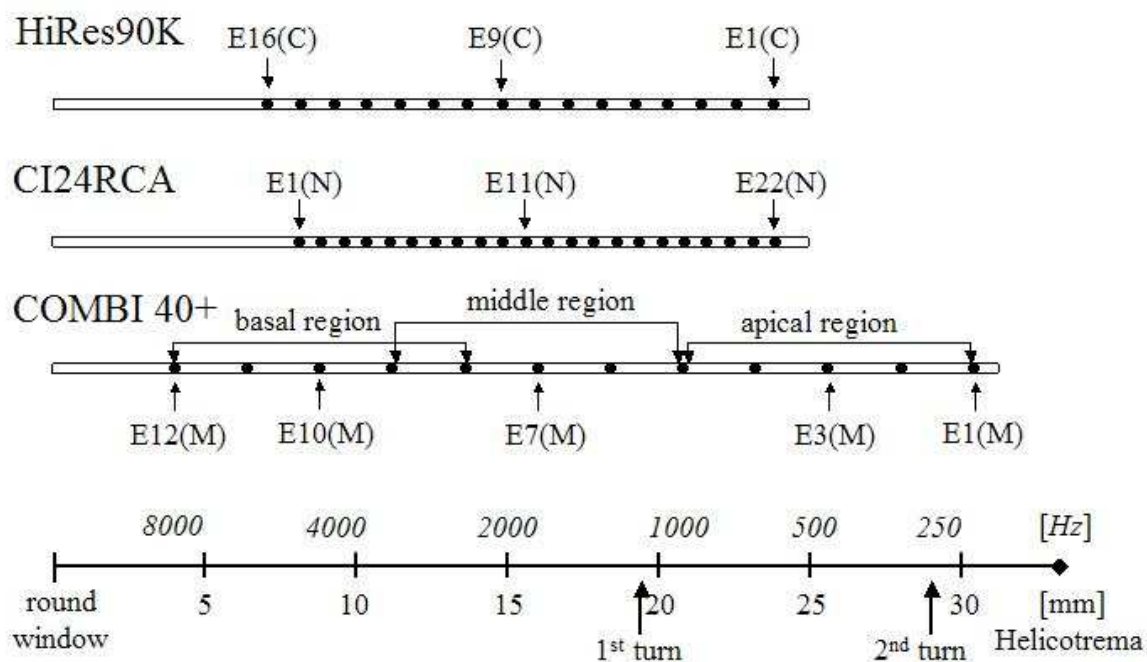 HiRes90K
E16(C) E9(C) E1(C)
CI24RCA
E1(N) E11(N) E22(N)
COMBI 40+
basal region middle region apical region
E12(M) E10(M) E7(M) E3(M) E1(M)
8000 4000 2000 1000 500 250 [Hz]
round window 5 10 15 20 25 30 [mm]
1st turn 2nd turn Helicotrema